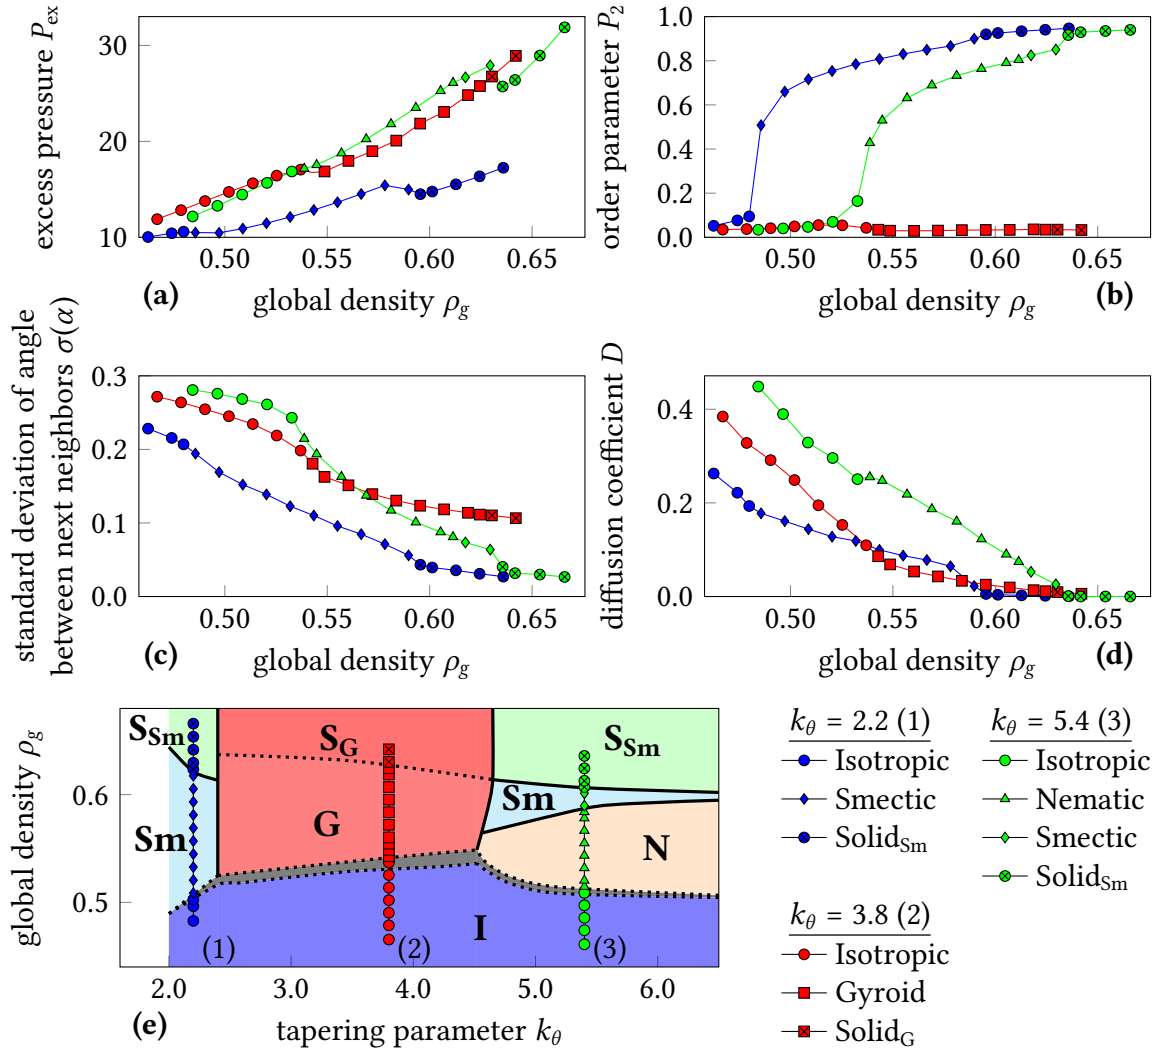 excess pressure P_ex
30
20
10
0.50
0.55
0.60
0.65
(a)
global density ρ_g
order parameter P_2
1.0
0.8
0.6
0.4
0.2
0.0
0.50
0.55
0.60
0.65
(b)
global density ρ_g
standard deviation of angle
between next neighbors σ(α)
0.3
0.2
0.1
0.0
0.50
0.55
0.60
0.65
(c)
global density ρ_g
diffusion coefficient D
0.4
0.2
0.0
0.50
0.55
0.60
0.65
(d)
global density ρ_g
global density ρ_g
0.6
0.5
S_Sm
S_G
S_Sm
Sm
Sm
G
N
I
(1)
(2)
(3)
2.0
3.0
4.0
5.0
6.0
(e)
tapering parameter k_θ
k_θ = 2.2 (1)
Isotropic
Smectic
Solid_Sm
k_θ = 3.8 (2)
Isotropic
Gyroid
Solid_G
k_θ = 5.4 (3)
Isotropic
Nematic
Smectic
Solid_Sm